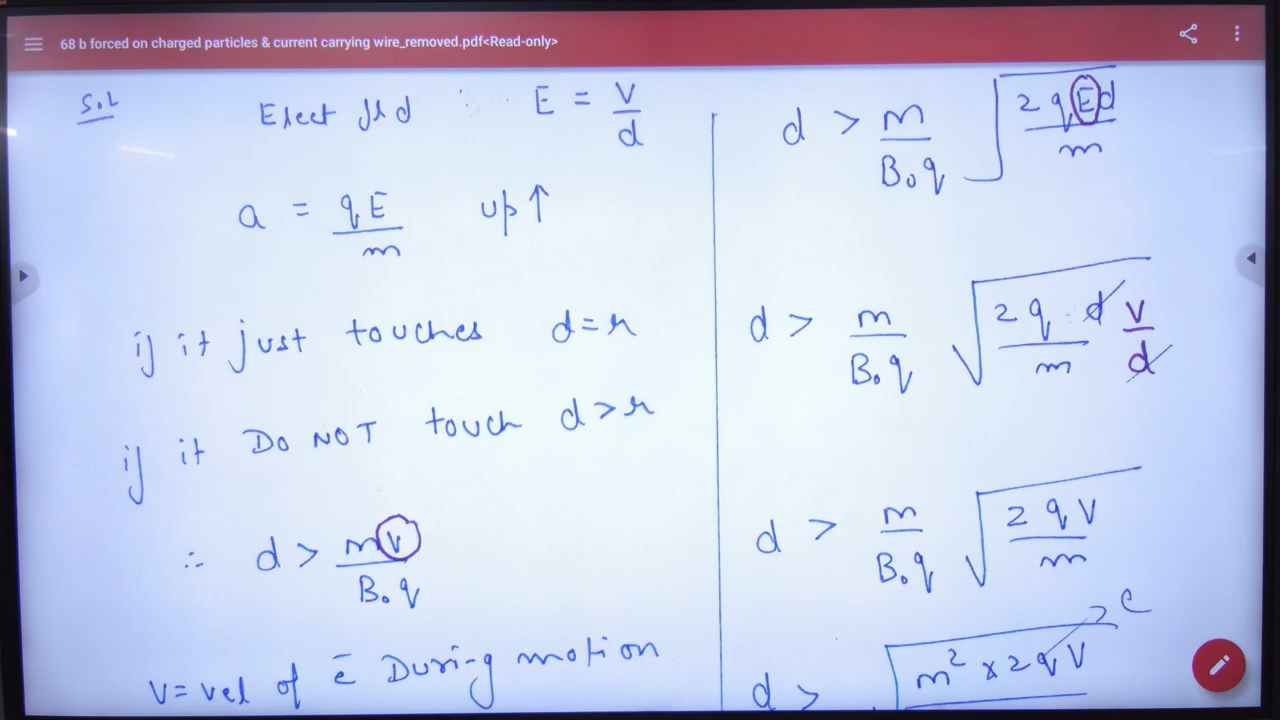 68 b forced on charged particles & current carrying wire_removed.pdf<Read-only>
Sol
Elect fld ∵ E = V/d
a = qE/m up ↑
if it just touches d = r
if it DO NOT touch d > r
∴ d > mv/B₀q
v = vel of ē During motion
d > m/B₀q √(2qEd/m)
d > m/B₀q √(2q d/m V/d)
d > m/B₀q √(2qV/m)
d > √(m² × 2qV → e